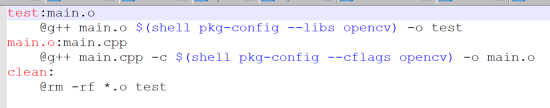 test:main.o
@g++ main.o $(shell pkg-config --libs opencv) -o test
main.o:main.cpp
@g++ main.cpp -c $(shell pkg-config --cflags opencv) -o main.o
clean:
@rm -rf *.o test